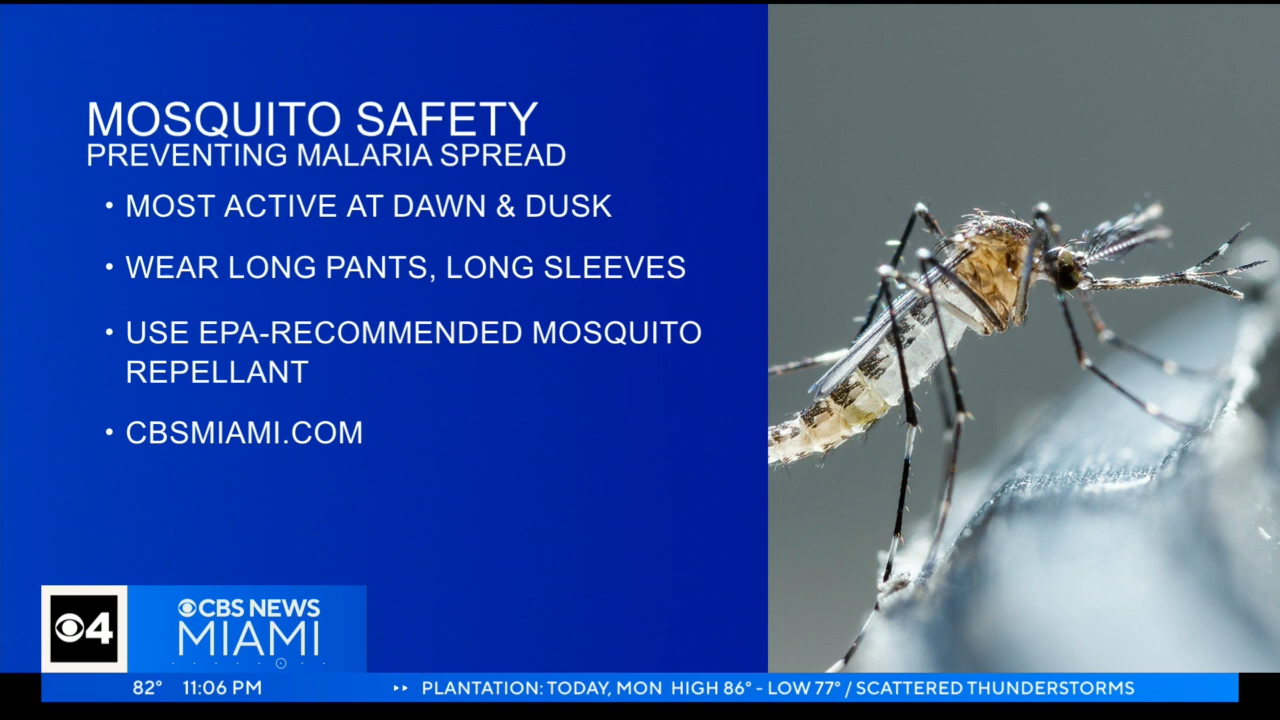 MOSQUITO SAFETY
PREVENTING MALARIA SPREAD
• MOST ACTIVE AT DAWN & DUSK
• WEAR LONG PANTS, LONG SLEEVES
• USE EPA-RECOMMENDED MOSQUITO
REPELLANT
• CBSMIAMI.COM
4
CBS NEWS
MIAMI
82° 11:06 PM PLANTATION: TODAY, MON HIGH 86° - LOW 77° / SCATTERED THUNDERSTORMS